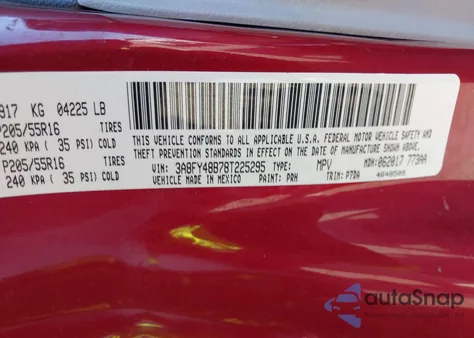 917 KG 04225 LB
P205/55R16 TIRES
240 KPA ( 35 PSI) COLD
P205/55R16 TIRES
240 KPA ( 35 PSI) COLD
THIS VEHICLE CONFORMS TO ALL APPLICABLE U.S.A. FEDERAL MOTOR VEHICLE SAFETY AND
THEFT PREVENTION STANDARDS IN EFFECT ON THE DATE OF MANUFACTURE SHOWN ABOVE.
VIN: 3A8FY48B78T225295 TYPE: MPV MDH: 062017 773AA
VEHICLE MADE IN MEXICO PAINT: PRH TRIM: P7DA
autoSnap